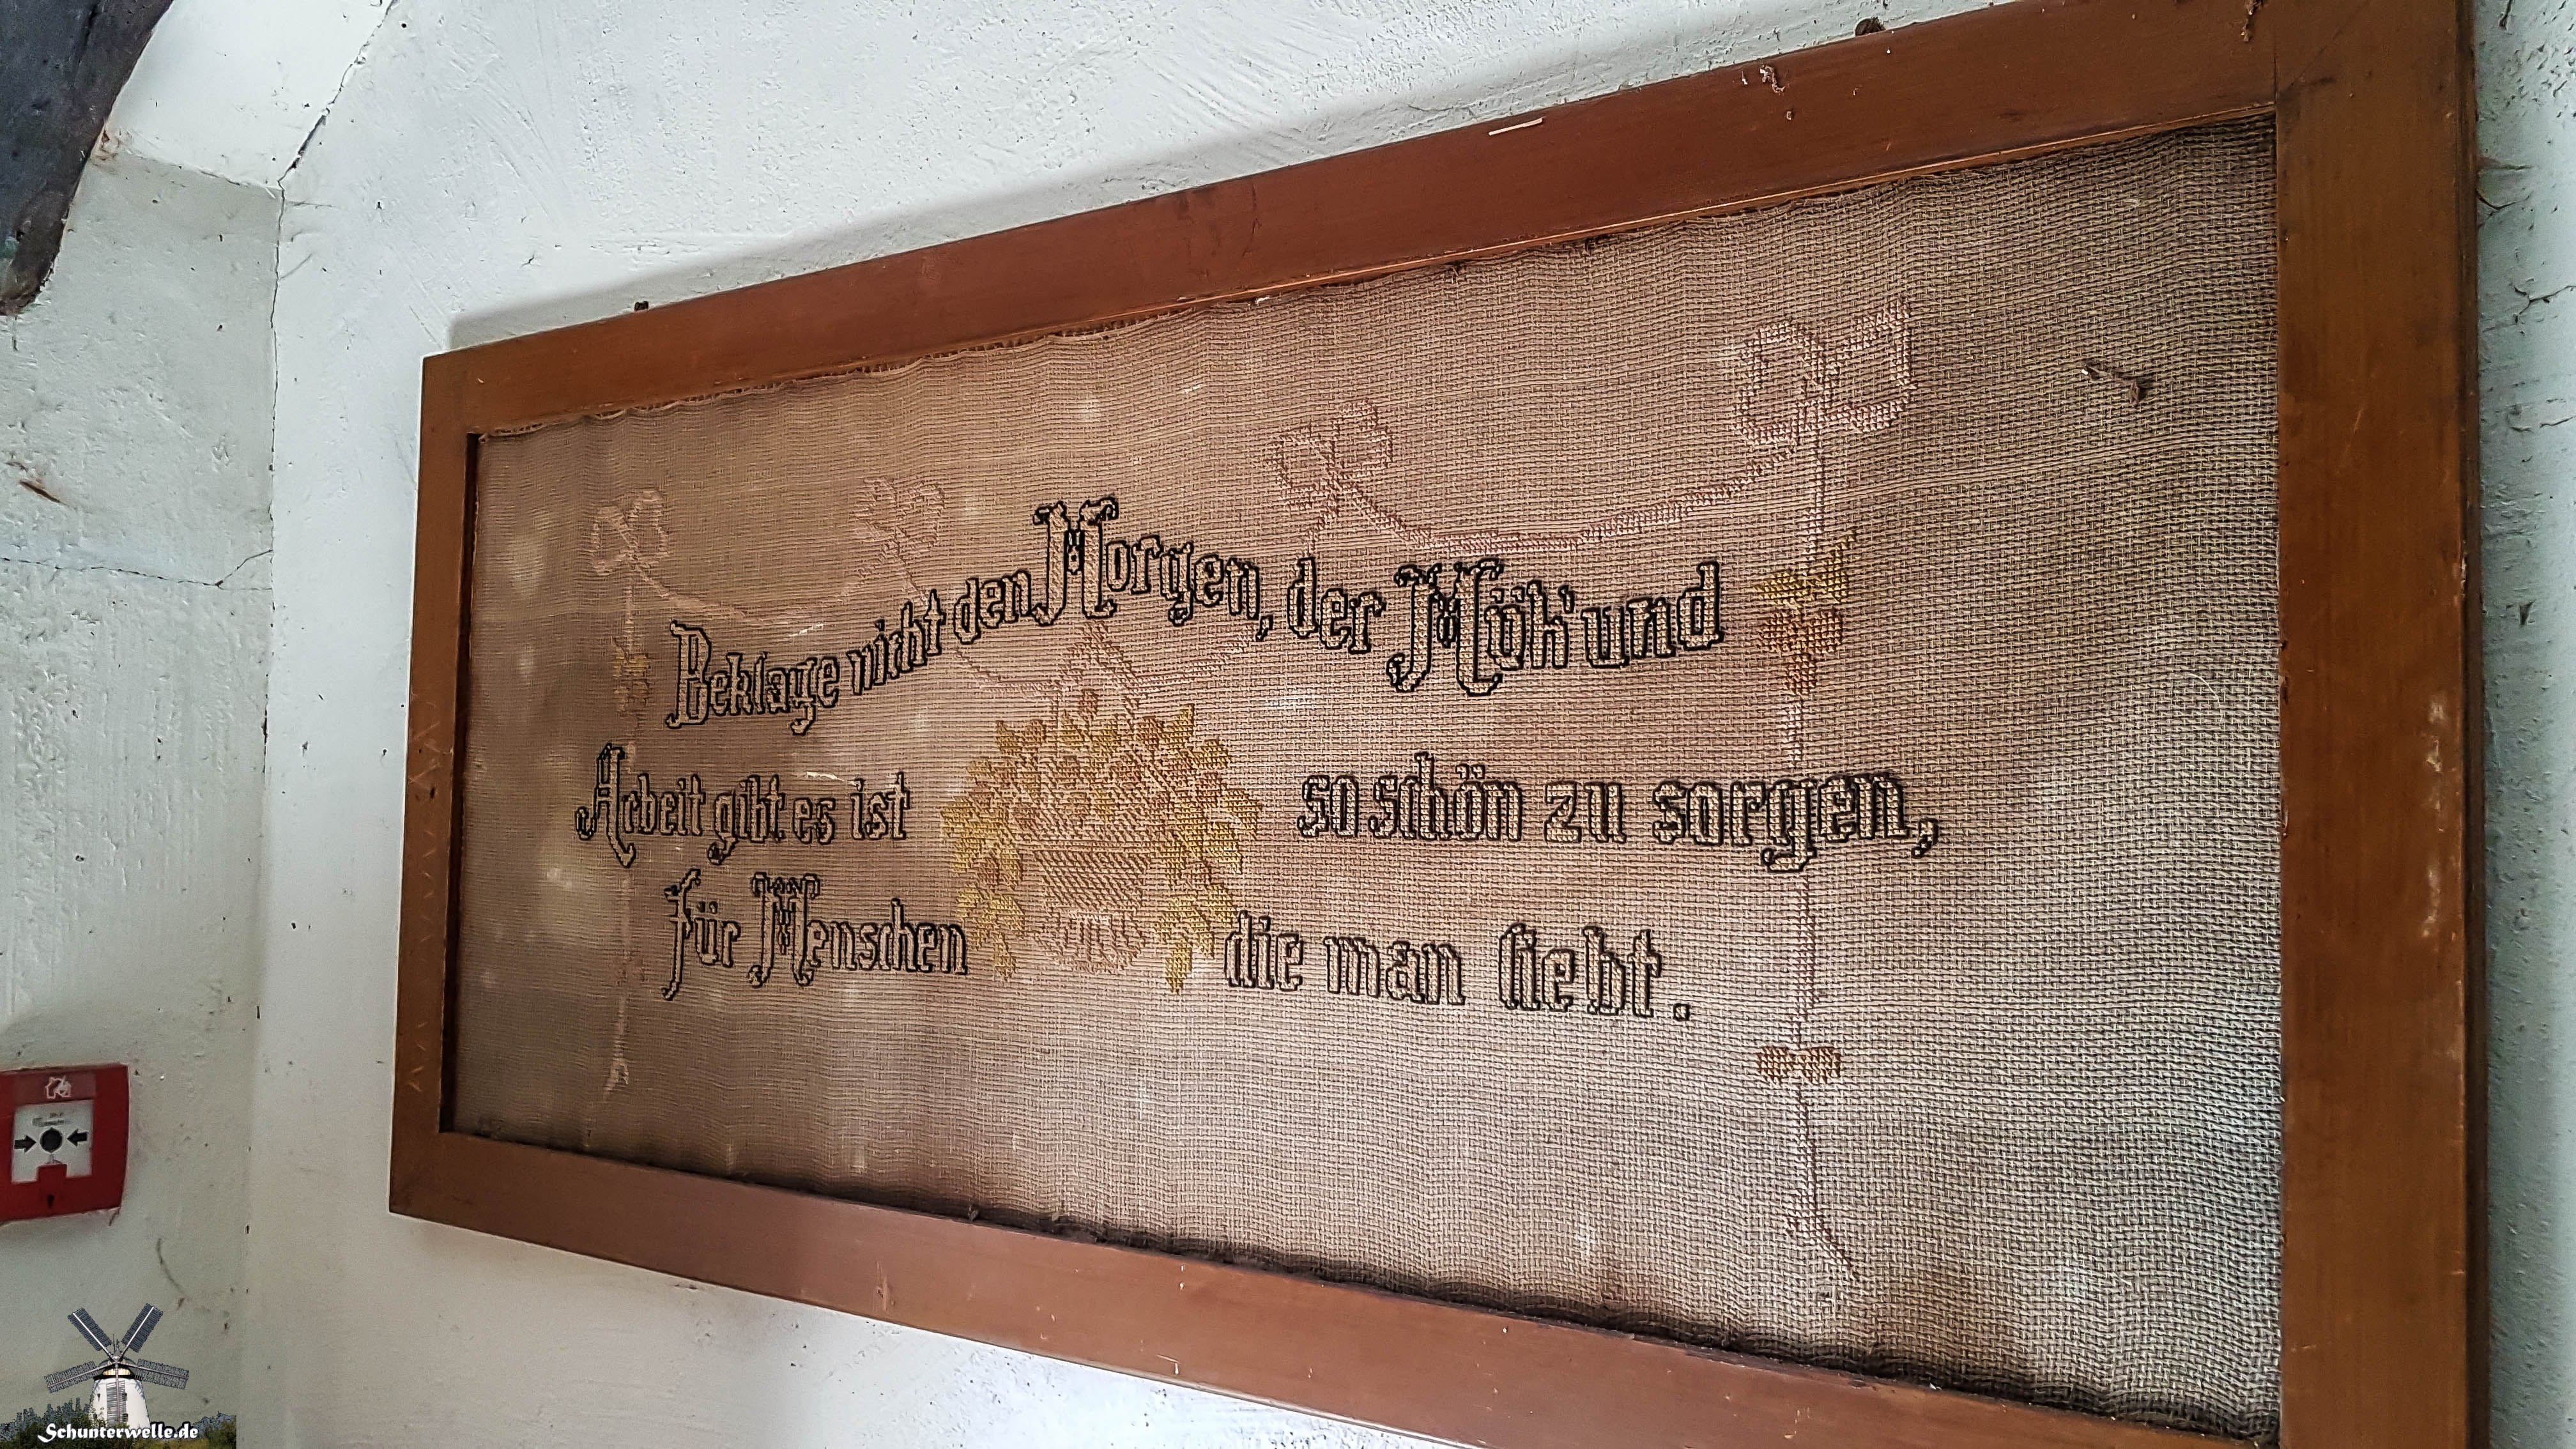 Beklage nicht den Morgen, der Müh' und
Arbeit gibt es ist so schön zu sorgen,
für Menschen die man liebt.
Schunterwelle.de